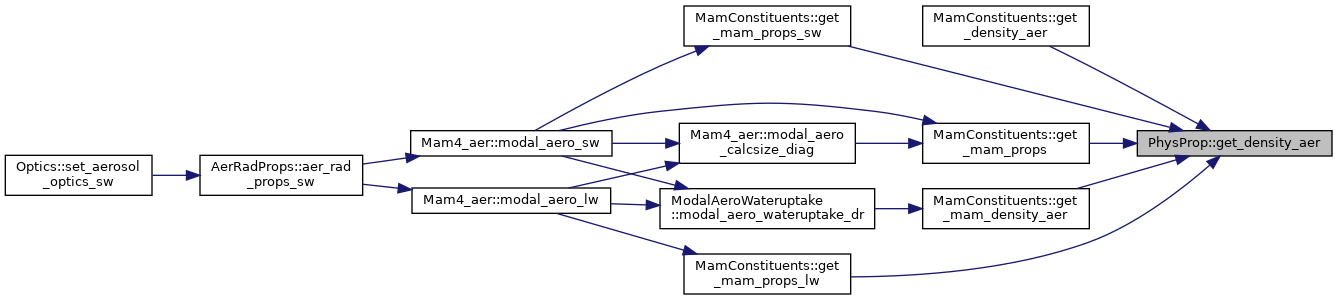 MamConstituents::get
_mam_props_sw
MamConstituents::get
_density_aer
Mam4_aer::modal_aero_sw
Mam4_aer::modal_aero
_calcsize_diag
MamConstituents::get
_mam_props
PhysProp::get_density_aer
Optics::set_aerosol
_optics_sw
AerRadProps::aer_rad
_props_sw
Mam4_aer::modal_aero_lw
ModalAeroWateruptake
::modal_aero_wateruptake_dr
MamConstituents::get
_mam_density_aer
MamConstituents::get
_mam_props_lw